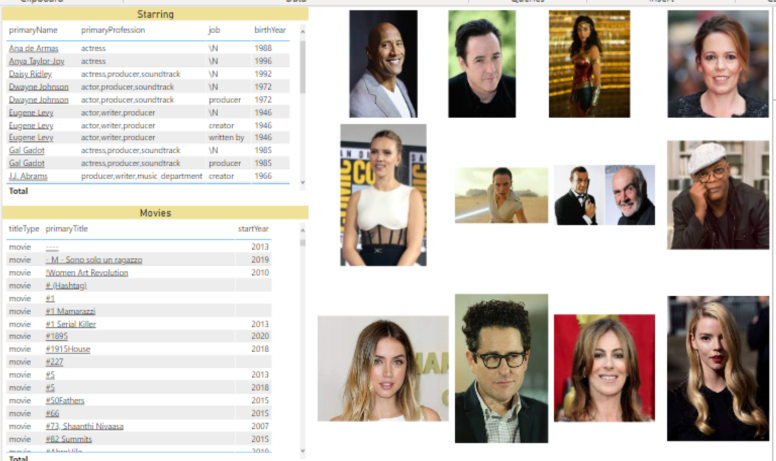 Clipboard Data Queries Insert
Starring
primaryName primaryProfession job birthYear
Ana de Armas actress \N 1988
Anya Taylor-Joy actress \N 1996
Daisy Ridley actress,producer,soundtrack \N 1992
Dwayne Johnson actor,producer,soundtrack \N 1972
Dwayne Johnson actor,producer,soundtrack producer 1972
Eugene Levy actor,writer,producer \N 1946
Eugene Levy actor,writer,producer creator 1946
Eugene Levy actor,writer,producer written by 1946
Gal Gadot actress,producer,soundtrack \N 1985
Gal Gadot actress,producer,soundtrack producer 1985
J.J. Abrams producer,writer,music_department creator 1966
Total
Movies
titleType primaryTitle startYear
movie ---- 2013
movie - M - Sono solo un ragazzo 2019
movie !Women Art Revolution 2010
movie # (Hashtag)
movie #1
movie #1 Mamarazzi
movie #1 Serial Killer 2013
movie #1895 2020
movie #1915House 2018
movie #227
movie #5 2013
movie #5 2018
movie #50Fathers 2015
movie #66 2015
movie #73, Shaanthi Nivaasa 2007
movie #82 Summits 2015
Total